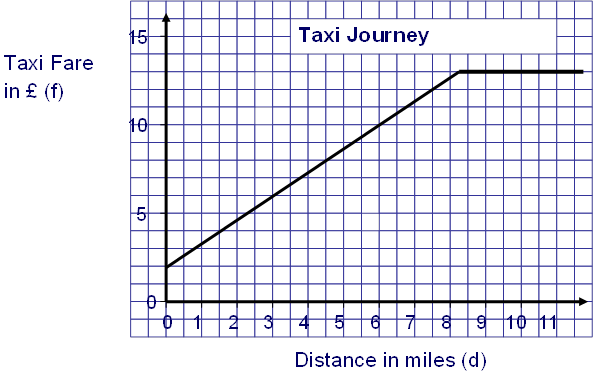 Taxi Journey
Taxi Fare
in £ (f)
15
10
5
0
0 1 2 3 4 5 6 7 8 9 10 11
Distance in miles (d)